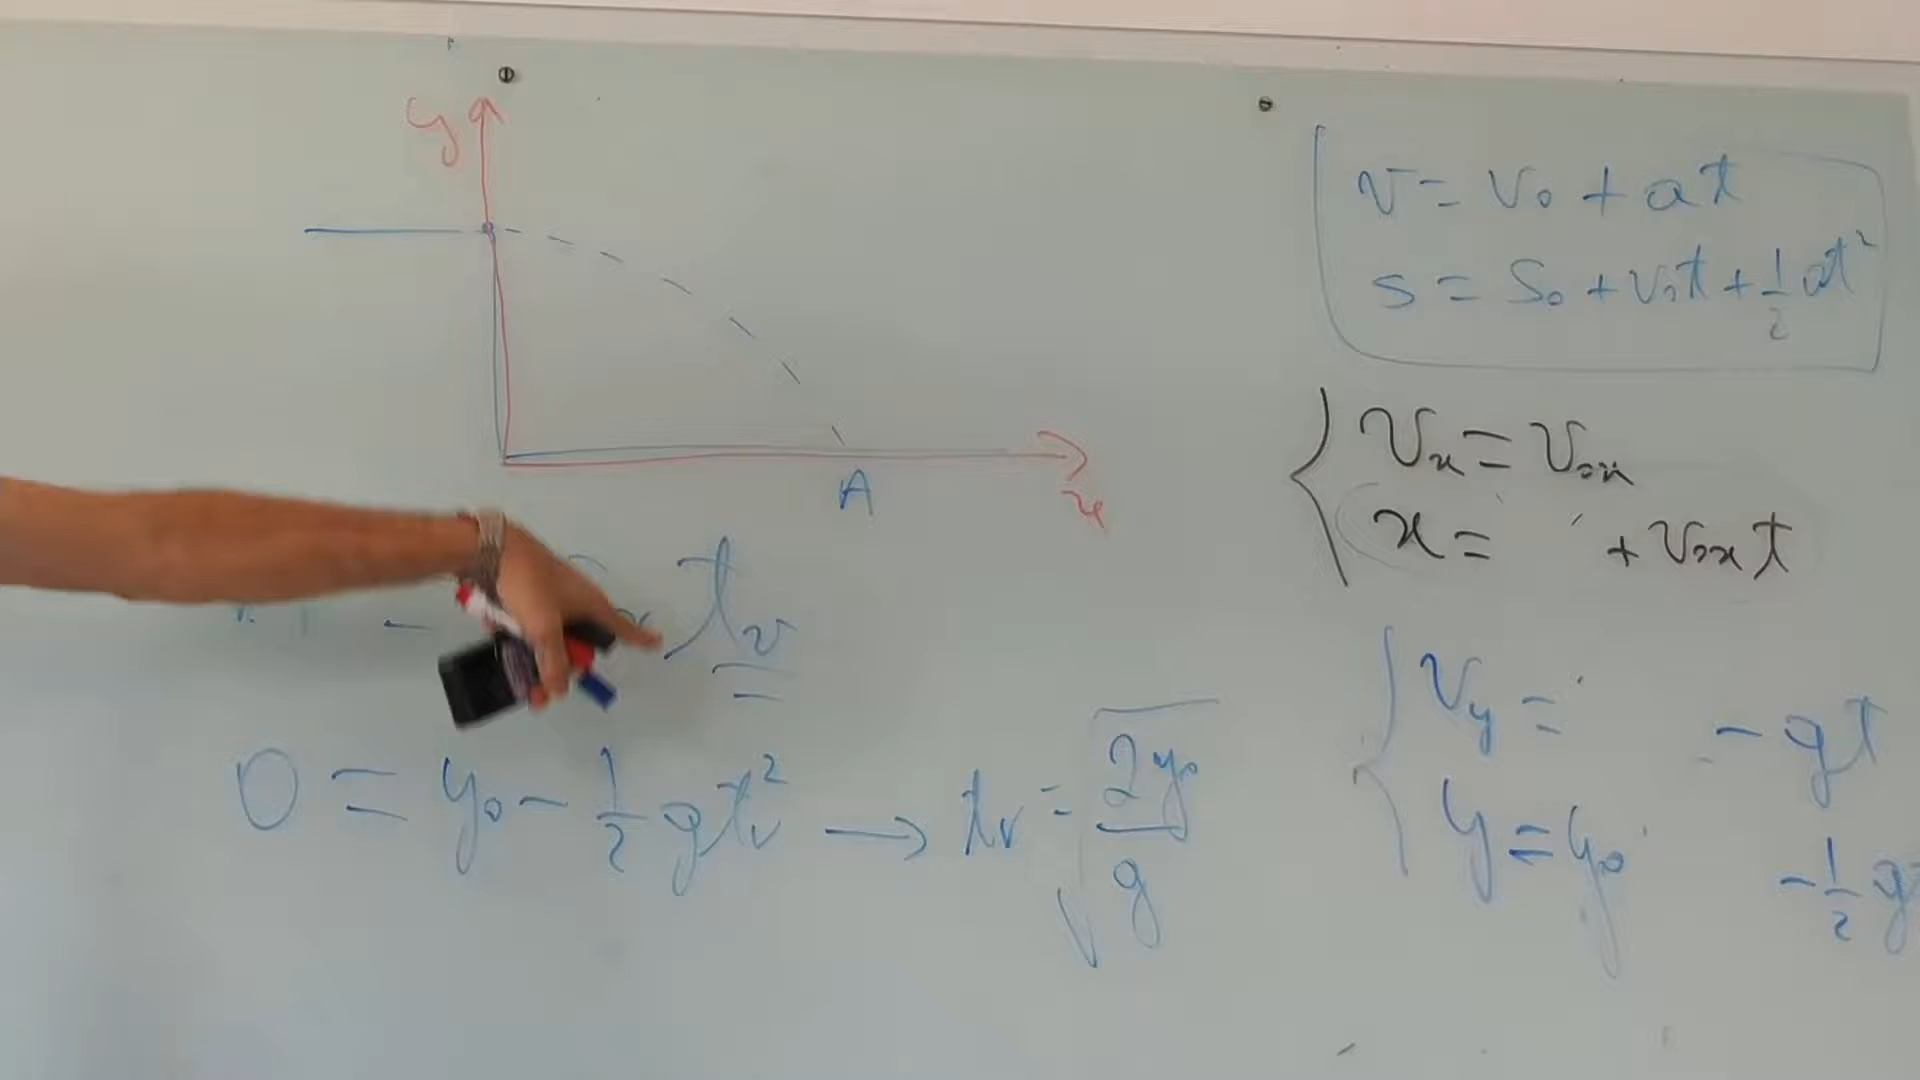 y
A
x
v = v₀ + at
s = s₀ + v₀t + ½at²
vₓ = v₀ₓ
x = + v₀ₓt
t_v
0 = y₀ - ½gt_v² → t_v = √(2y₀/g)
v_y = - gt
y = y₀ - ½g